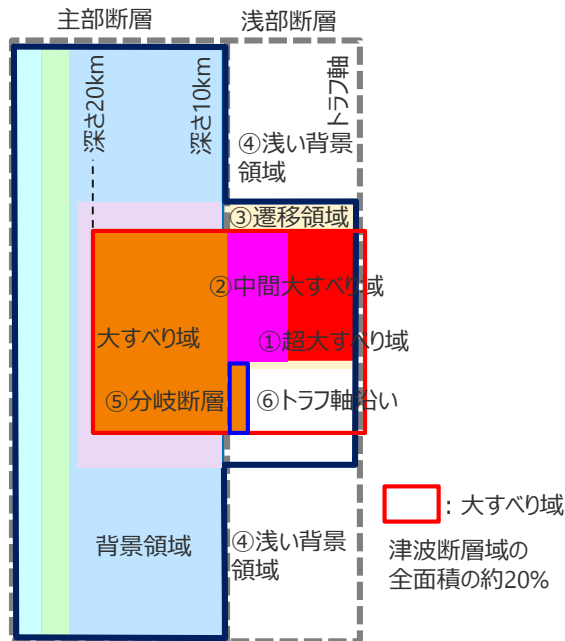 主部断層
浅部断層
深さ20km
深さ10km
トラフ軸
④浅い背景
領域
③遷移領域
②中間大すべり域
①超大すべり域
大すべり域
⑤分岐断層
⑥トラフ軸沿い
背景領域
④浅い背景
領域
：大すべり域
津波断層域の
全面積の約20%